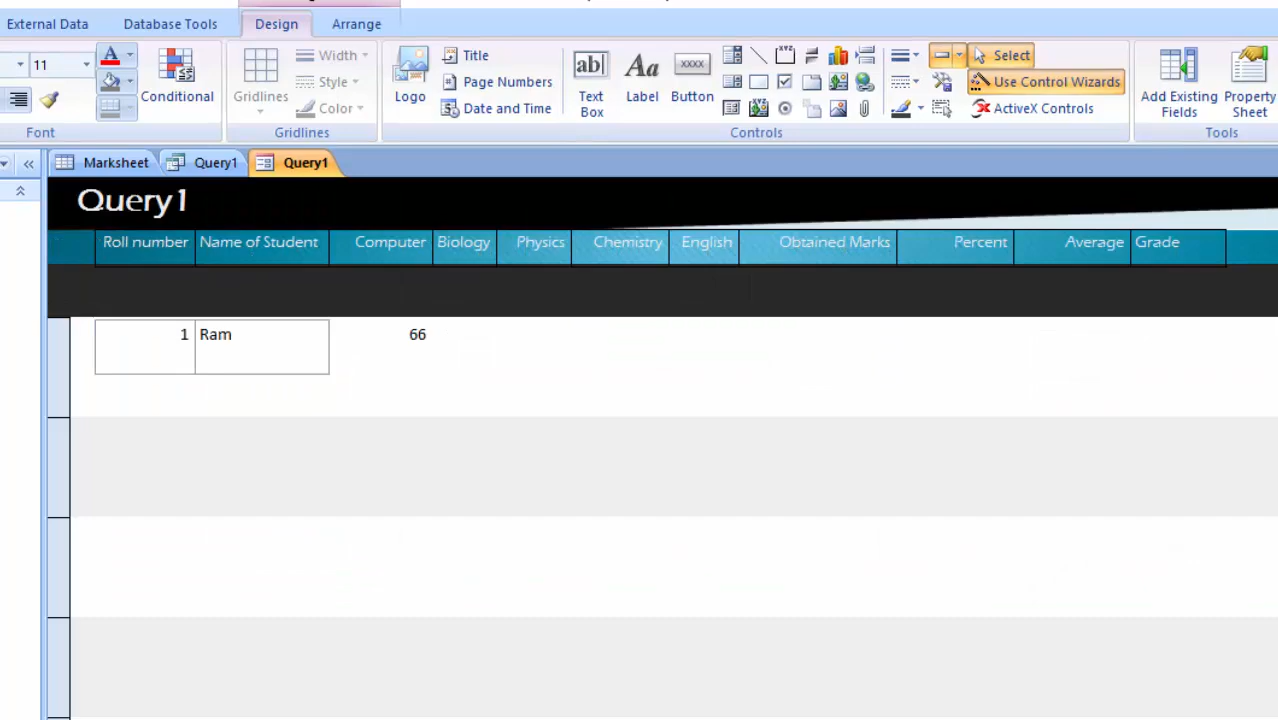 External Data Database Tools Design Arrange
11 Conditional Gridlines Width Style Color Logo Title Page Numbers Date and Time ab| Text Box Aa Label xxxx Button Select Use Control Wizards ActiveX Controls Add Existing Fields Property Sheet
Font Gridlines Controls Tools
Marksheet Query1 Query1
Query1
Roll number Name of Student Computer Biology Physics Chemistry English Obtained Marks Percent Average Grade
1 Ram 66